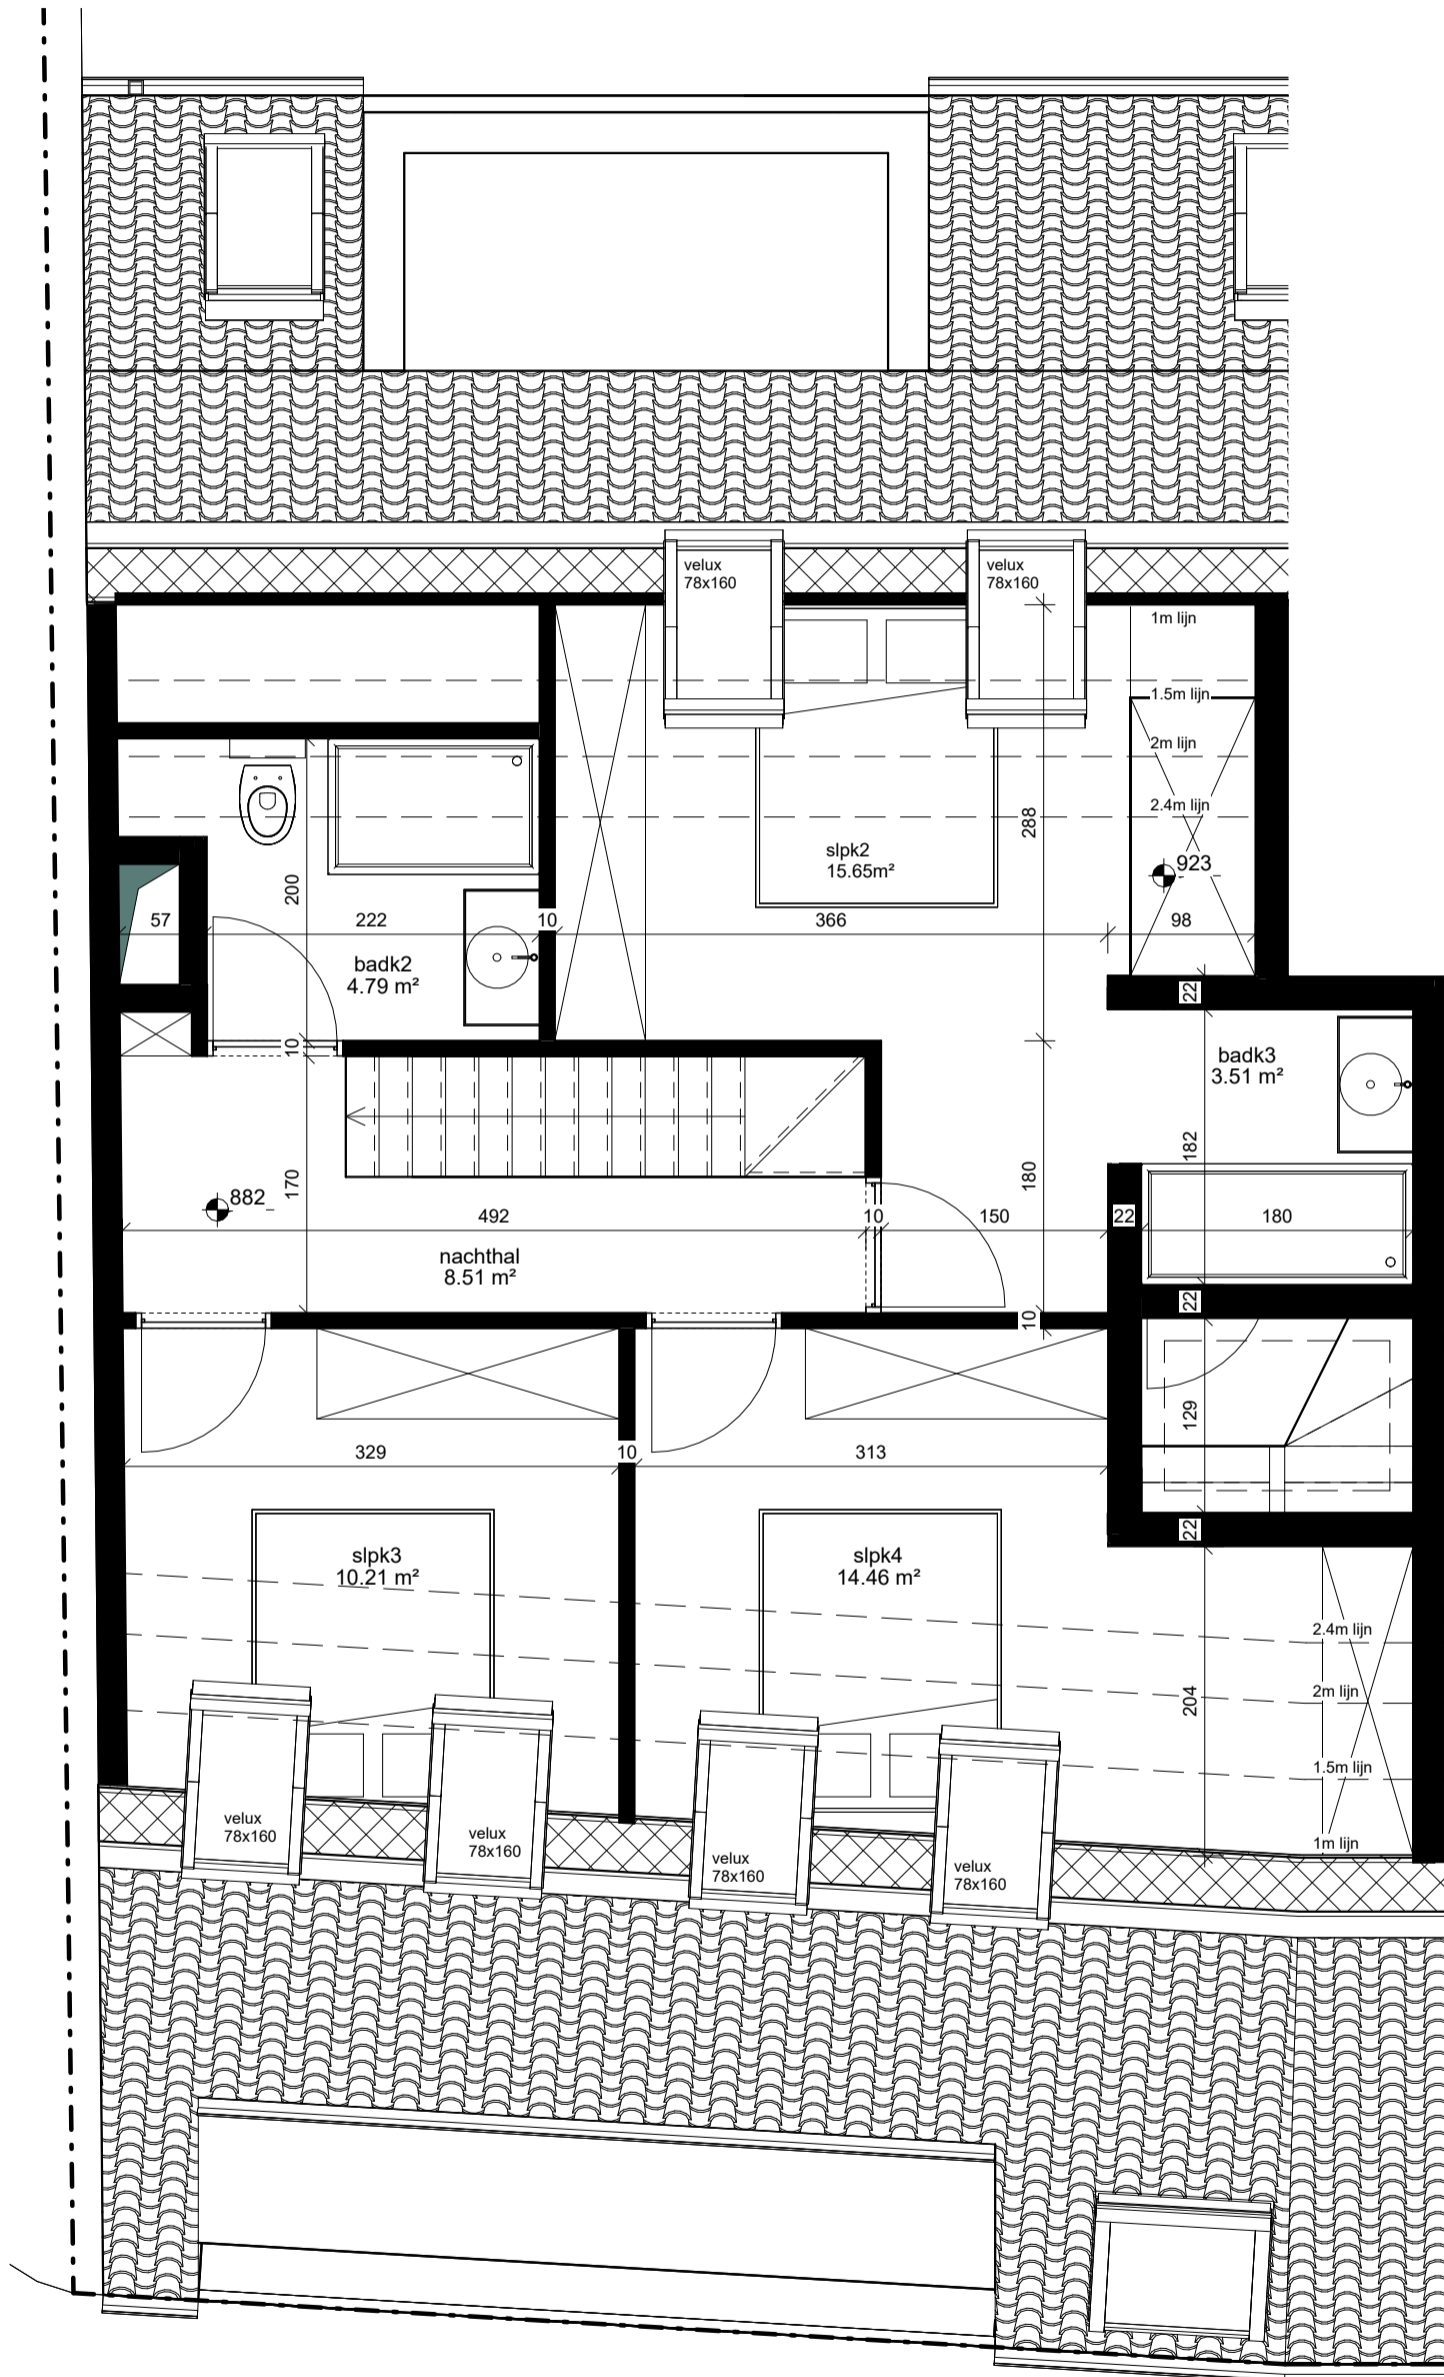 velux
78x160
velux
78x160
1m lijn
1.5m lijn
2m lijn
2.4m lijn
288
slpk2
15.65m²
923
200
57
222
10
366
98
badk2
4.79 m²
22
10
badk3
3.51 m²
182
170
180
882
492
10
150
22
180
nachthal
8.51 m²
22
10
129
329
10
313
22
slpk3
10.21 m²
slpk4
14.46 m²
2.4m lijn
2m lijn
204
1.5m lijn
1m lijn
velux
78x160
velux
78x160
velux
78x160
velux
78x160